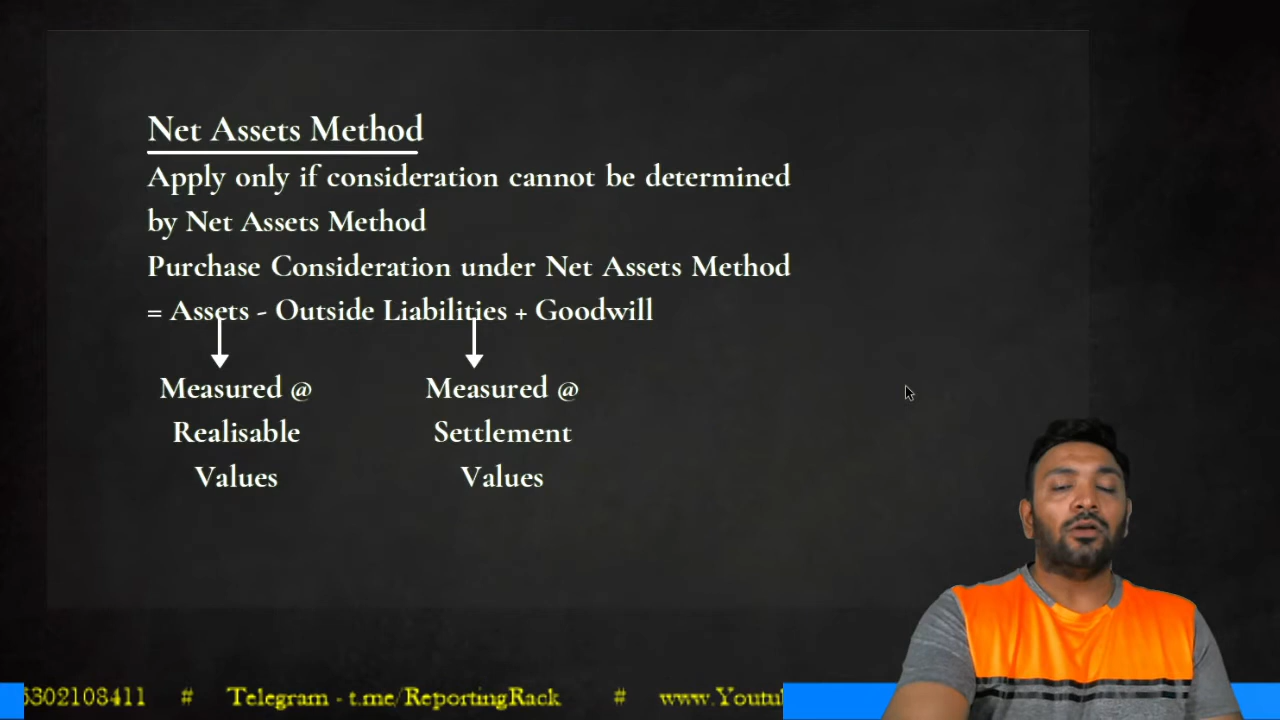 Net Assets Method
Apply only if consideration cannot be determined
by Net Assets Method
Purchase Consideration under Net Assets Method
= Assets - Outside Liabilities + Goodwill
Measured @
Realisable
Values
Measured @
Settlement
Values
6302108411 # Telegram - t.me/ReportingRack # www.Youtu